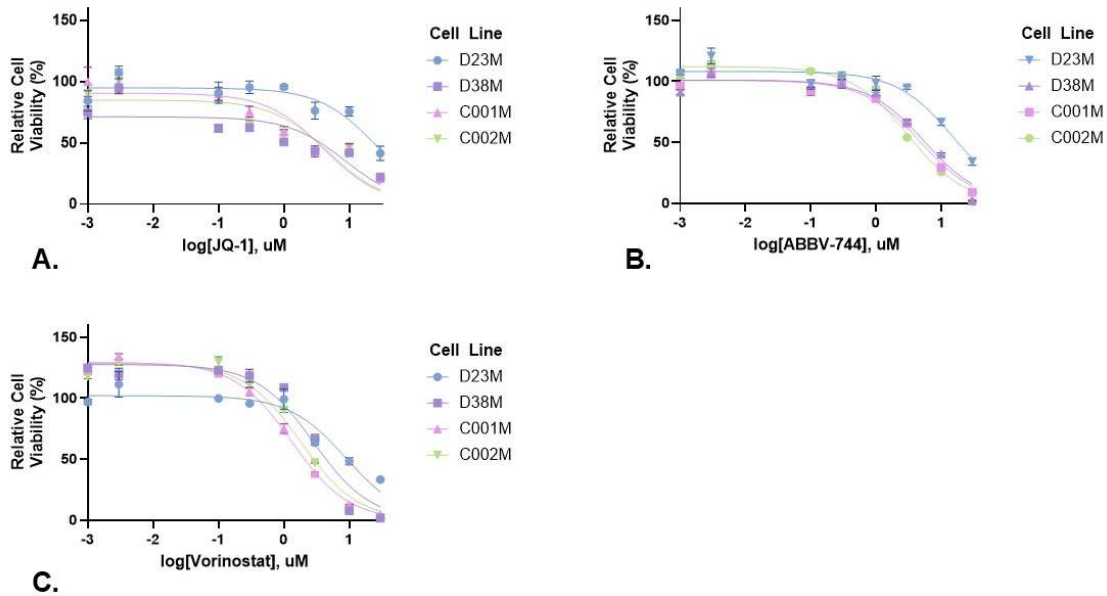 150
100
50
0
Relative Cell
Viability (%)
-3 -2 -1 0 1
log[JQ-1], uM
Cell Line
D23M
D38M
C001M
C002M
A.
150
100
50
0
Relative Cell
Viability (%)
-3 -2 -1 0 1
log[ABBV-744], uM
Cell Line
D23M
D38M
C001M
C002M
B.
150
100
50
0
Relative Cell
Viability (%)
-3 -2 -1 0 1
log[Vorinostat], uM
Cell Line
D23M
D38M
C001M
C002M
C.